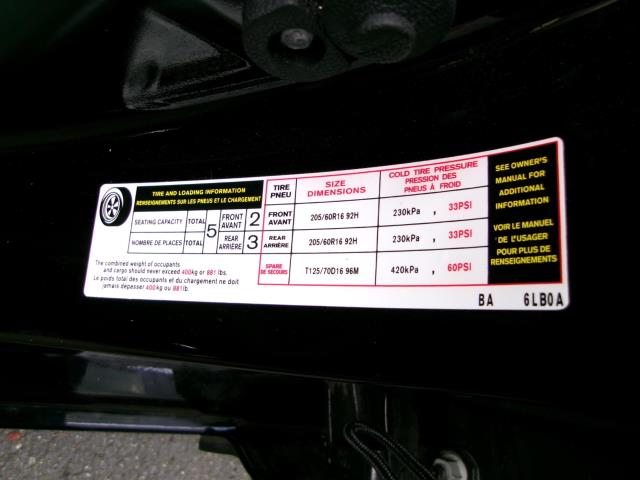 TIRE AND LOADING INFORMATION
RENSEIGNEMENTS SUR LES PNEUS ET LE CHARGEMENT
SEATING CAPACITY TOTAL 5 FRONT AVANT 2
NOMBRE DE PLACES TOTAL REAR ARRIÈRE 3
The combined weight of occupants
and cargo should never exceed 400kg or 881 lbs.
Le poids total des occupants et du chargement ne doit
jamais dépasser 400kg ou 881lb.
TIRE PNEU SIZE DIMENSIONS COLD TIRE PRESSURE PRESSION DES PNEUS À FROID
FRONT AVANT 205/60R16 92H 230kPa , 33PSI
REAR ARRIÈRE 205/60R16 92H 230kPa , 33PSI
SPARE DE SECOURS T125/70D16 96M 420kPa , 60PSI
SEE OWNER'S
MANUAL FOR
ADDITIONAL
INFORMATION
VOIR LE MANUEL
DE L'USAGER
POUR PLUS DE
RENSEIGNEMENTS
BA 6LB0A